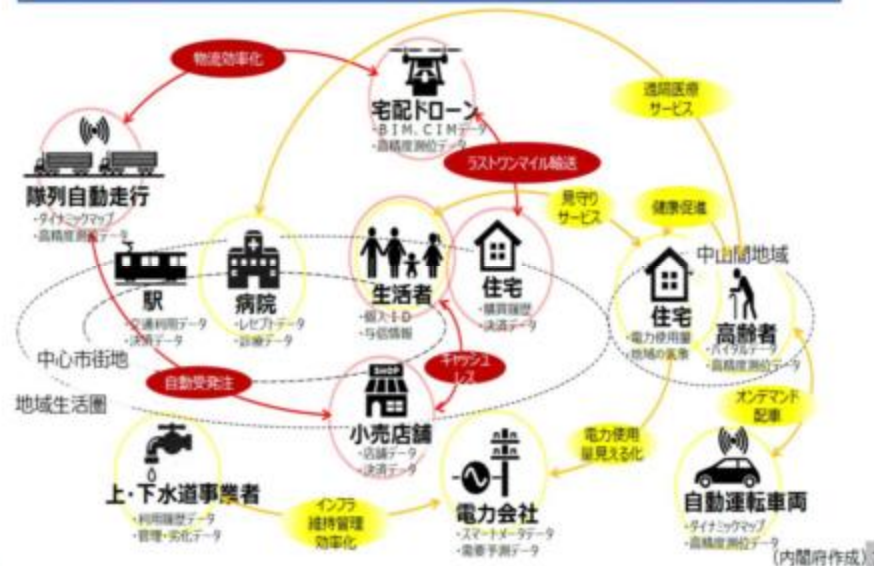 物流効率化
宅配ドローン
・BIM、CIMデータ
・高精度測位データ
遠隔医療
サービス
ラストワンマイル輸送
隊列自動走行
・ダイナミックマップ
・高精度測位データ
見守り
サービス
健康促進
中山間地域
駅
・交通利用データ
・決済データ
病院
・レセプトデータ
・診療データ
生活者
・個人ID
・与信情報
住宅
・購買履歴
・決済データ
住宅
・電力使用量
・地域の気象
高齢者
・バイタルデータ
・高精度測位データ
中心市街地
地域生活圏
自動受発注
キャッシュ
レス
SHOP
小売店舗
・店舗データ
・決済データ
オンデマンド
配車
電力使用
量見える化
上・下水道事業者
・利用履歴データ
・管理・劣化データ
インフラ
維持管理
効率化
電力会社
・スマートメータデータ
・需要予測データ
自動運転車両
・ダイナミックマップ
・高精度測位データ
(内閣府作成)